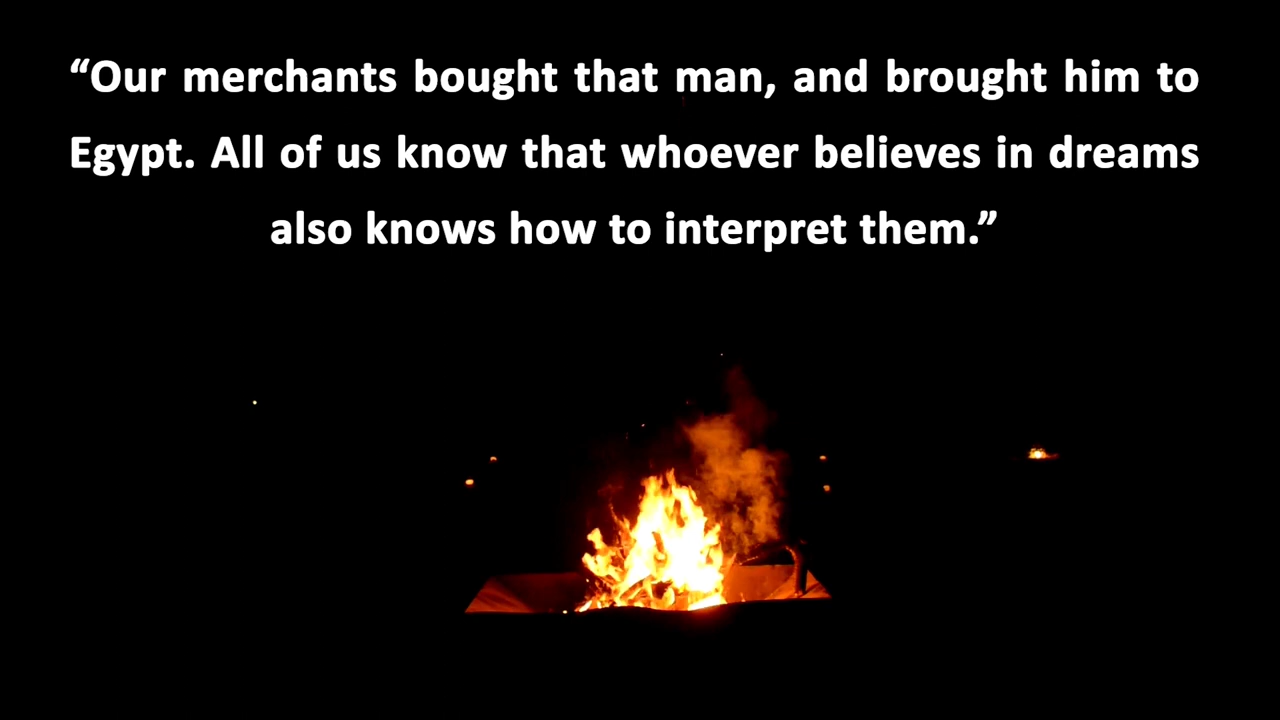 “Our merchants bought that man, and brought him to
Egypt. All of us know that whoever believes in dreams
also knows how to interpret them.”